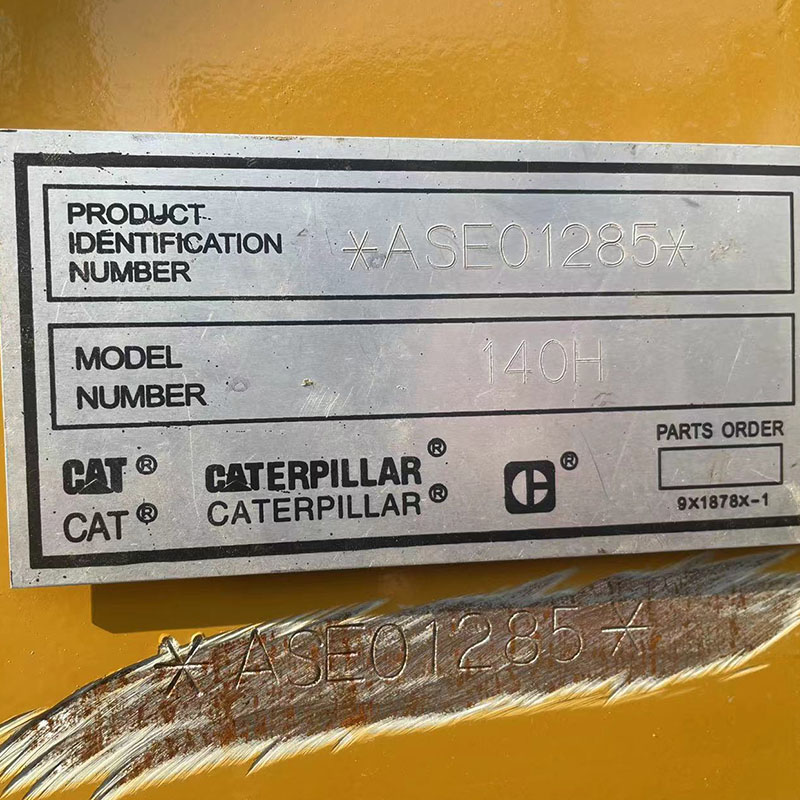 PRODUCT
IDENTIFICATION
NUMBER
*ASE01285*
MODEL
NUMBER
140H
CAT® CATERPILLAR® ®
CAT® CATERPILLAR®
PARTS ORDER
9X1878X-1
*ASE01285*